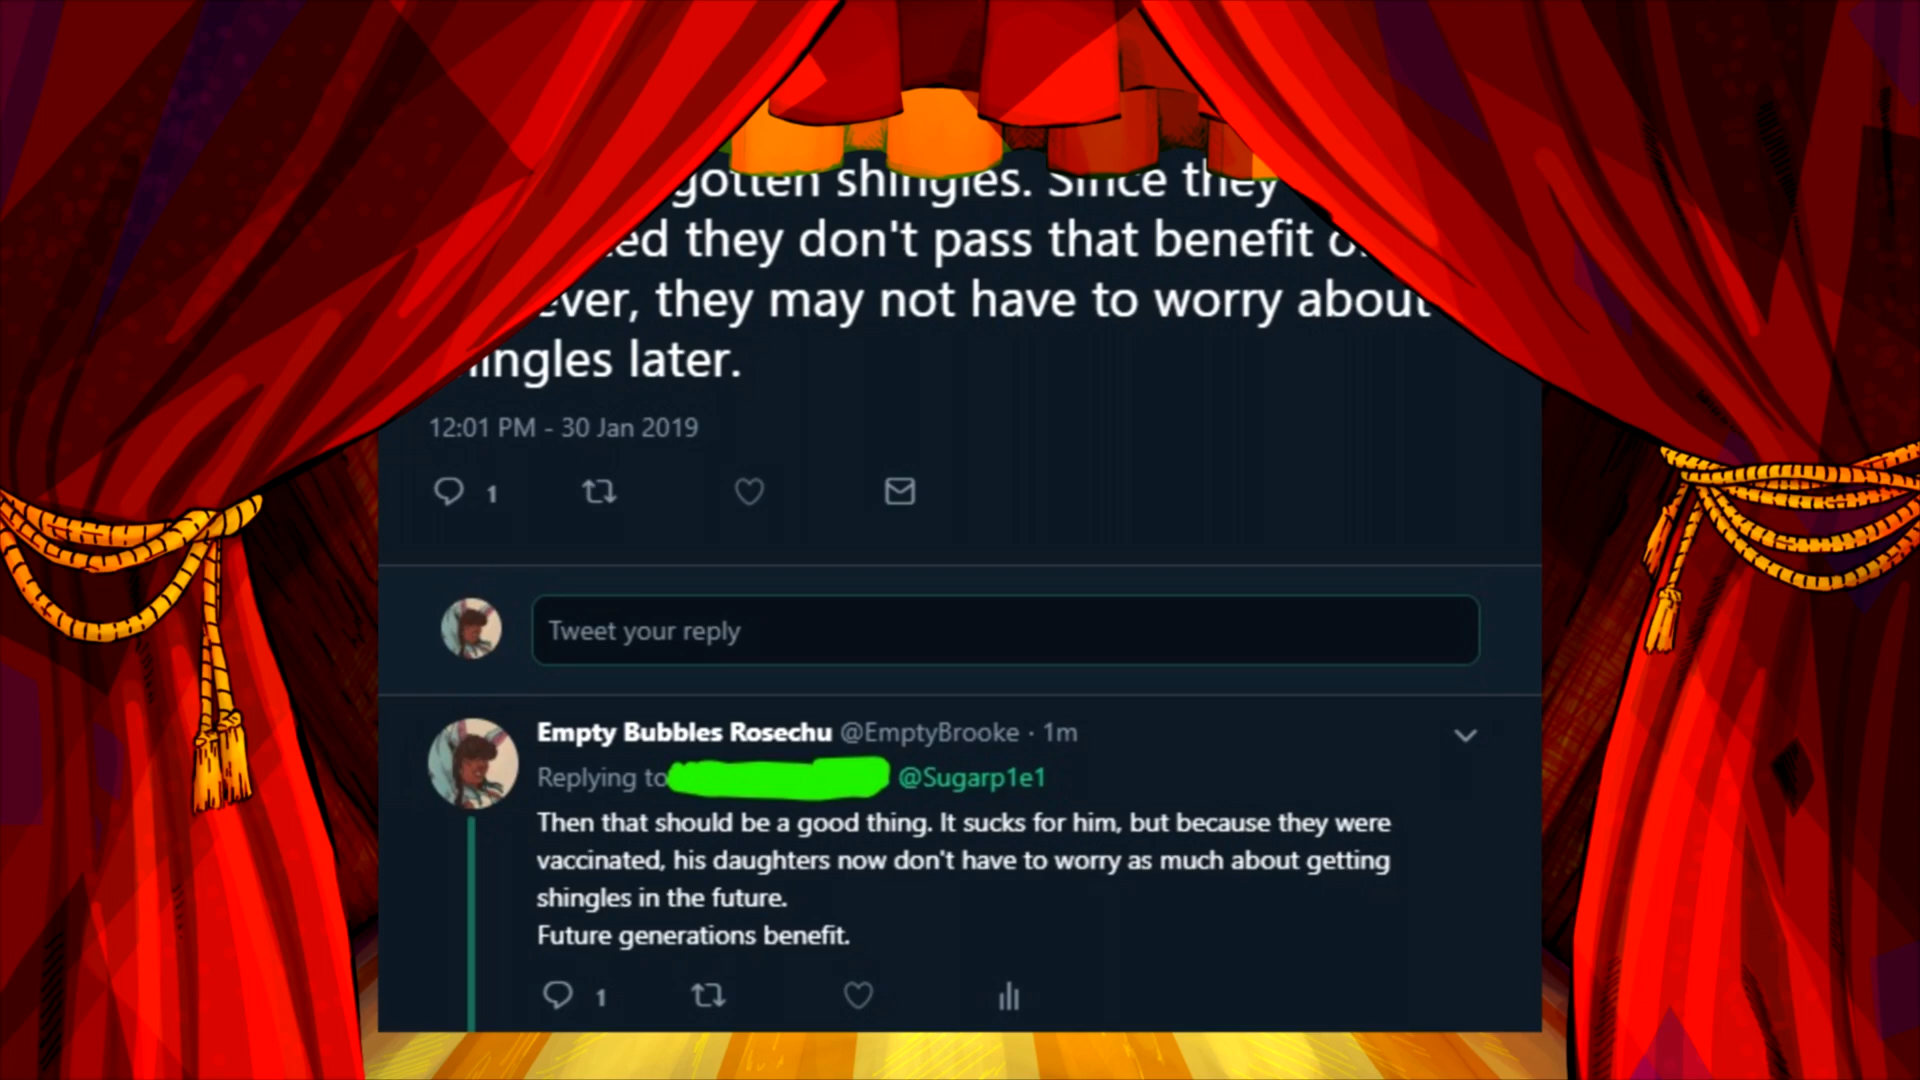 gotten shingles. Since they
they don't pass that benefit
they may not have to worry about
later.
12:01 PM - 30 Jan 2019
1
Tweet your reply
Empty Bubbles Rosechu @EmptyBrooke · 1m
Replying to @Sugarp1e1
Then that should be a good thing. It sucks for him, but because they were
vaccinated, his daughters now don't have to worry as much about getting
shingles in the future.
Future generations benefit.
1